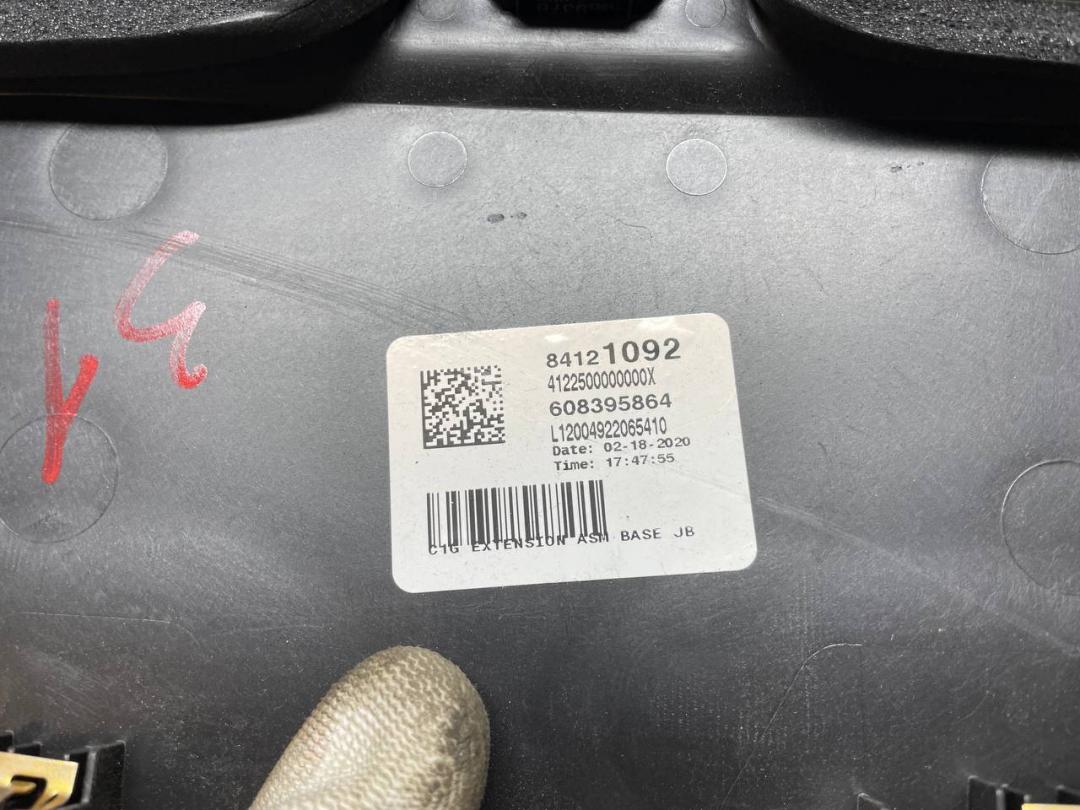 84121092
4122500000000X
608395864
L12004922065410
Date: 02-18-2020
Time: 17:47:55
C1G EXTENSION ASM BASE JB